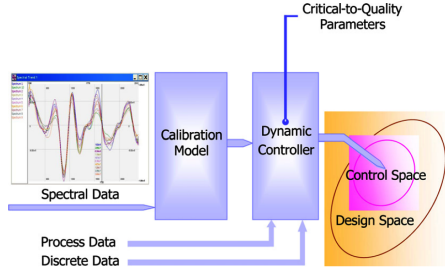 Critical-to-Quality
Parameters
Calibration
Model
Dynamic
Controller
Spectral Data
Control Space
Design Space
Process Data
Discrete Data